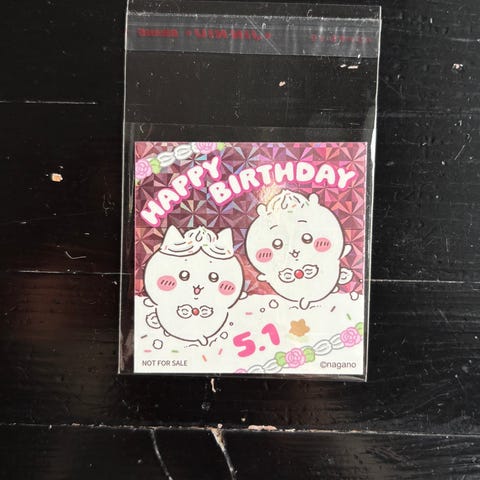 HAPPY
BIRTHDAY
5.1
NOT FOR SALE
©nagano